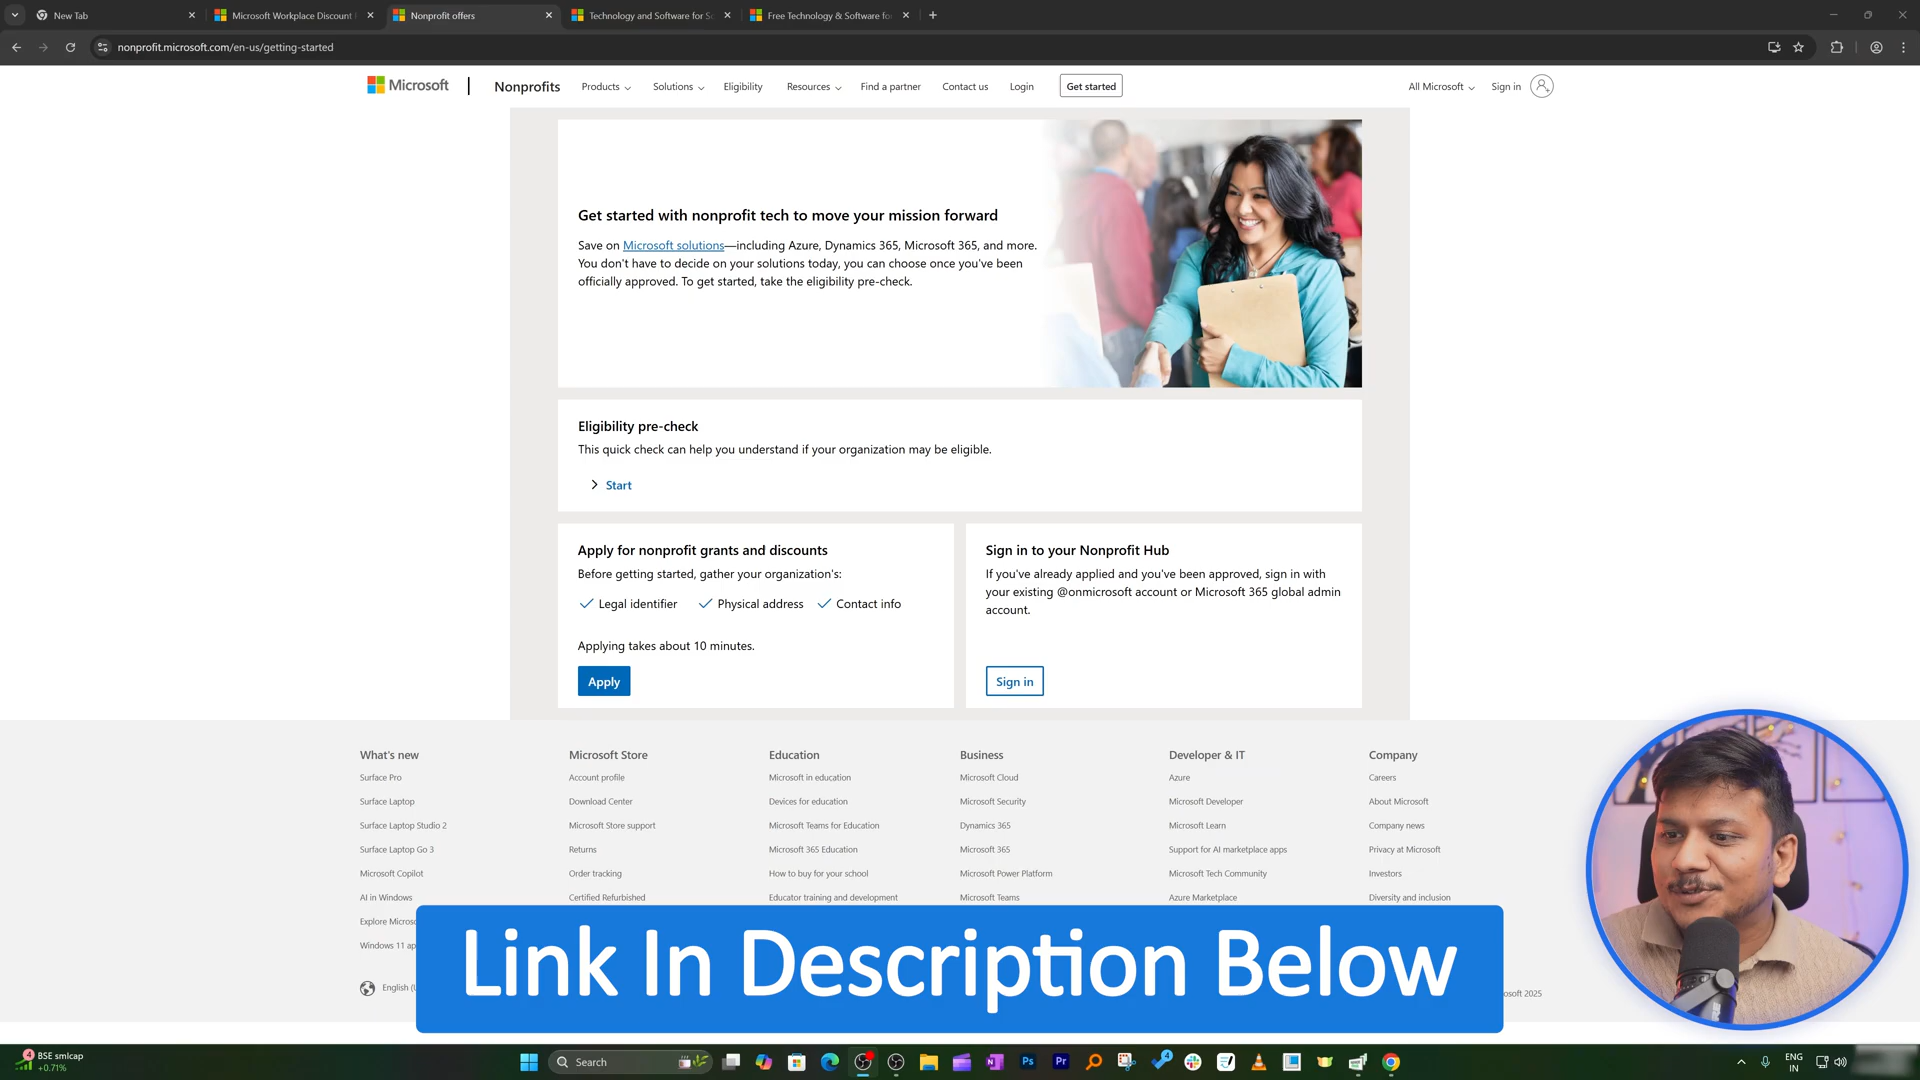 New Tab
Microsoft Workplace Discount
Nonprofit offers
Technology and Software for Sc
Free Technology & Software fo
nonprofit.microsoft.com/en-us/getting-started
Microsoft
Nonprofits
Products
Solutions
Eligibility
Resources
Find a partner
Contact us
Login
Get started
All Microsoft
Sign in
Get started with nonprofit tech to move your mission forward
Save on Microsoft solutions—including Azure, Dynamics 365, Microsoft 365, and more.
You don't have to decide on your solutions today, you can choose once you've been
officially approved. To get started, take the eligibility pre-check.
Eligibility pre-check
This quick check can help you understand if your organization may be eligible.
Start
Apply for nonprofit grants and discounts
Before getting started, gather your organization's:
Legal identifier
Physical address
Contact info
Applying takes about 10 minutes.
Apply
Sign in to your Nonprofit Hub
If you've already applied and you've been approved, sign in with
your existing @onmicrosoft account or Microsoft 365 global admin
account.
Sign in
What's new
Surface Pro
Surface Laptop
Surface Laptop Studio 2
Surface Laptop Go 3
Microsoft Copilot
AI in Windows
Explore Micros
Windows 11 ap
Microsoft Store
Account profile
Download Center
Microsoft Store support
Returns
Order tracking
Certified Refurbished
Education
Microsoft in education
Devices for education
Microsoft Teams for Education
Microsoft 365 Education
How to buy for your school
Educator training and development
Business
Microsoft Cloud
Microsoft Security
Dynamics 365
Microsoft 365
Microsoft Power Platform
Microsoft Teams
Developer & IT
Azure
Microsoft Developer
Microsoft Learn
Support for AI marketplace apps
Microsoft Tech Community
Azure Marketplace
Company
Careers
About Microsoft
Company news
Privacy at Microsoft
Investors
Diversity and inclusion
English (U
osoft 2025
Link In Description Below
4
BSE smlcap
+0.71%
Search
Ps
Pr
4
ENG
IN